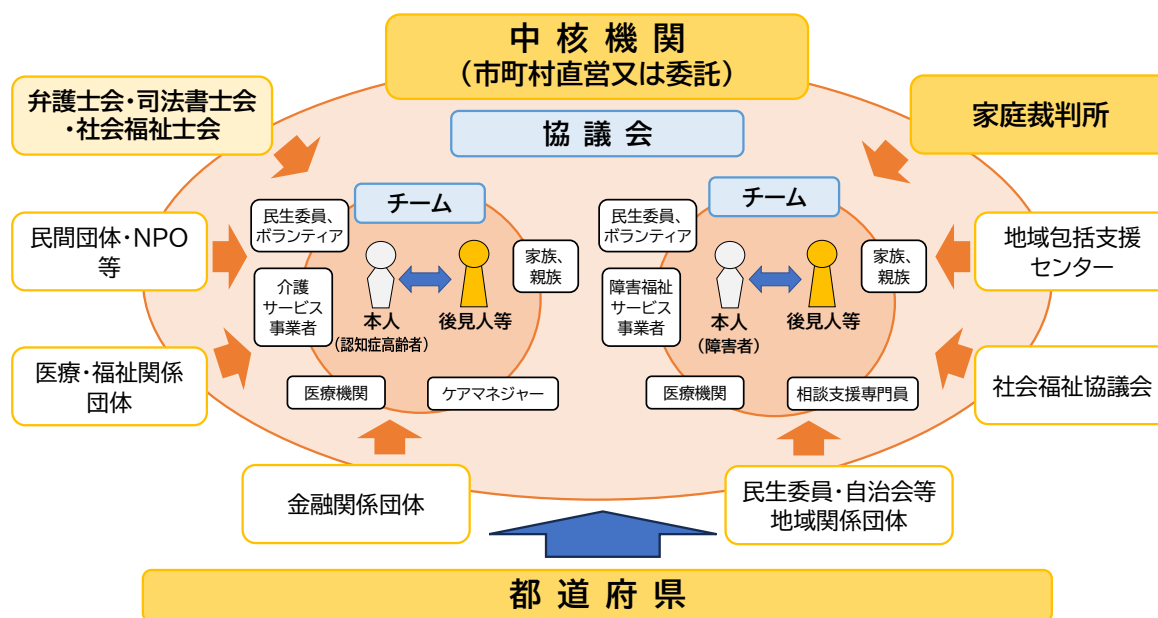 中核機関
(市町村直営又は委託)
弁護士会・司法書士会
・社会福祉士会
家庭裁判所
協議会
民間団体・NPO
等
医療・福祉関係
団体
チーム
民生委員、
ボランティア
家族、
親族
介護
サービス
事業者
本人
(認知症高齢者)
後見人等
医療機関
ケアマネジャー
チーム
民生委員、
ボランティア
家族、
親族
障害福祉
サービス
事業者
本人
(障害者)
後見人等
医療機関
相談支援専門員
地域包括支援
センター
社会福祉協議会
金融関係団体
民生委員・自治会等
地域関係団体
都道府県